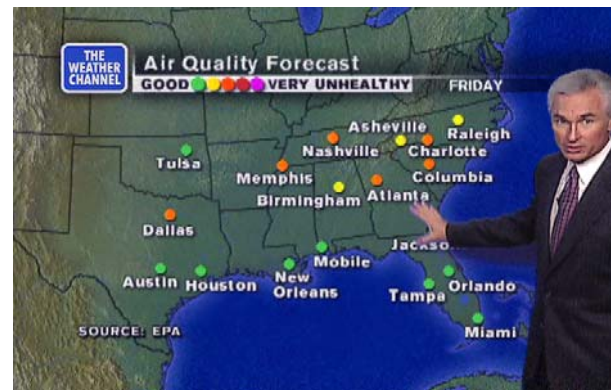 THE
WEATHER
CHANNEL
Air Quality Forecast
GOOD VERY UNHEALTHY
FRIDAY
Asheville
Raleigh
Nashville
Charlotte
Tulsa
Memphis
Columbia
Birmingham
Atlanta
Dallas
Jackso
Mobile
Austin
Houston
New
Orleans
Orlando
Tampa
SOURCE: EPA
Miami